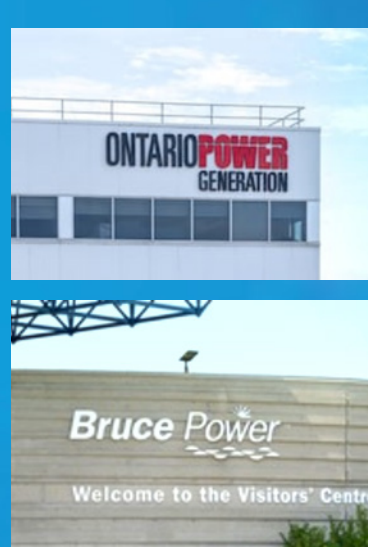 ONTARIOPOWER
GENERATION
Bruce Power
Welcome to the Visitors' Centre